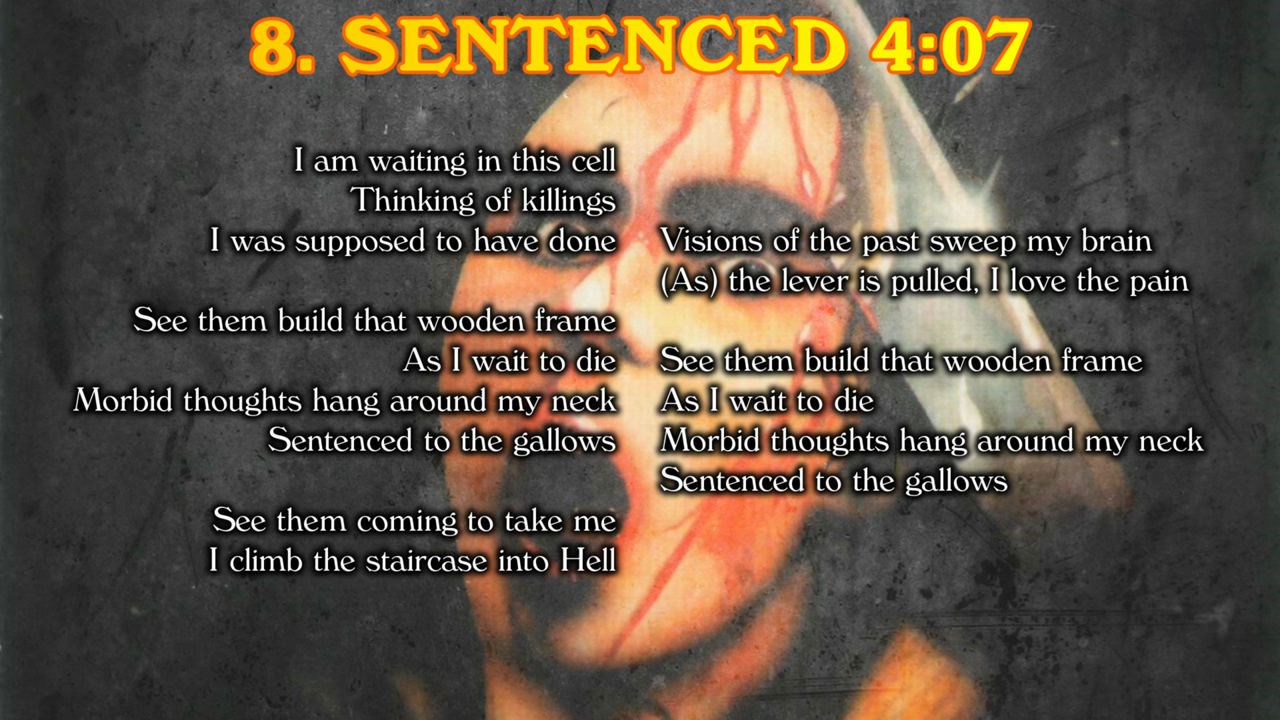 8. SENTENCED 4:07
I am waiting in this cell
Thinking of killings
I was supposed to have done
See them build that wooden frame
As I wait to die
Morbid thoughts hang around my neck
Sentenced to the gallows
See them coming to take me
I climb the staircase into Hell
Visions of the past sweep my brain
(As) the lever is pulled, I love the pain
See them build that wooden frame
As I wait to die
Morbid thoughts hang around my neck
Sentenced to the gallows